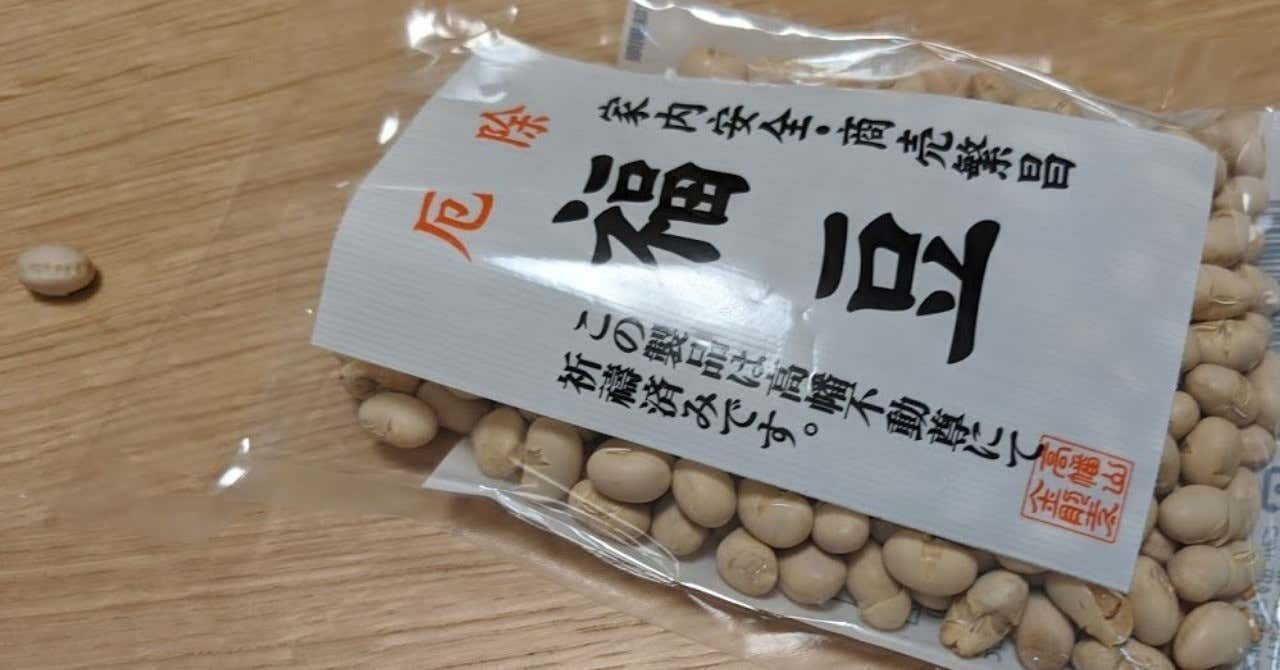 厄除
家内安全・商売繁昌
福豆
この製品は高幡不動尊にて
祈禱済みです。
高幡山
金剛寺